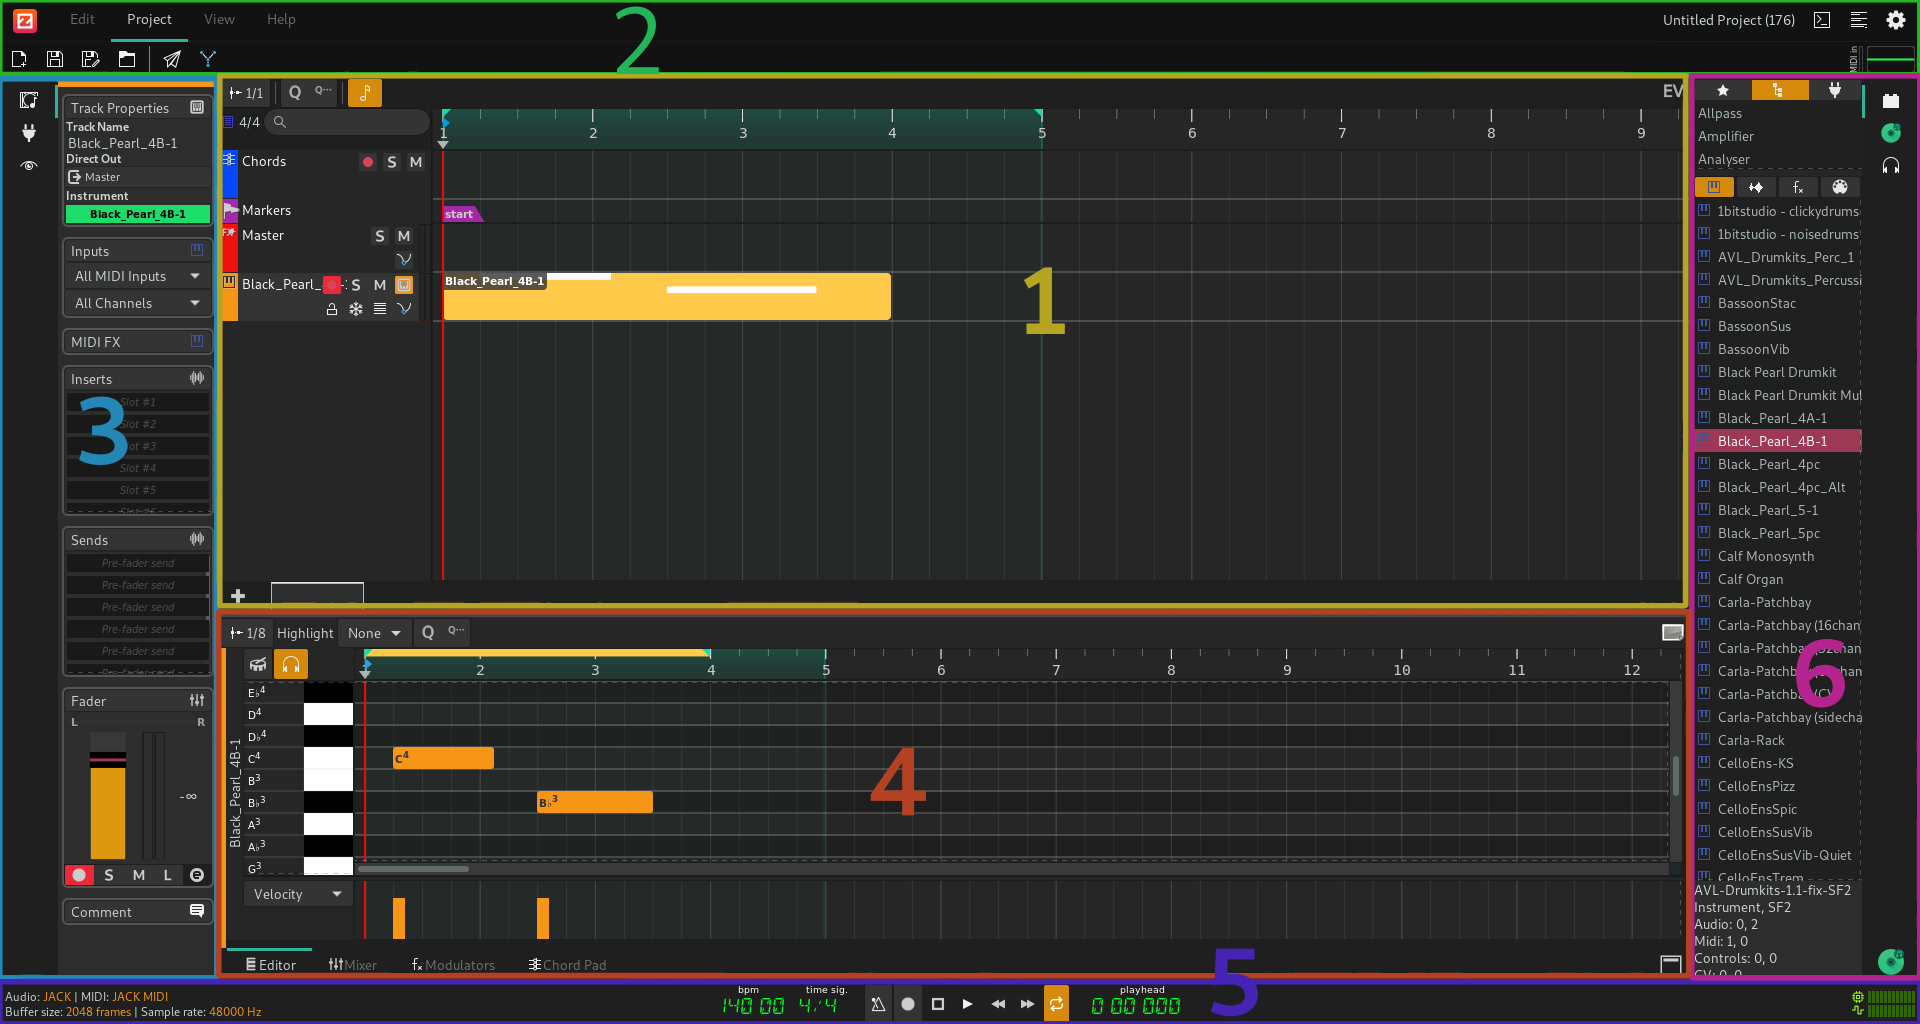 Edit Project View Help
Untitled Project (176)
2
MIDI in
Track Properties
Track Name
Black_Pearl_4B-1
Direct Out
Master
Instrument
Black_Pearl_4B-1
Inputs
All MIDI Inputs
All Channels
MIDI FX
Inserts
Slot #1
Slot #2
Slot #3
Slot #4
Slot #5
3
Sends
Pre-fader send
Pre-fader send
Pre-fader send
Pre-fader send
Pre-fader send
Pre-fader send
Fader
L R
-∞
S M L
Comment
1/1 Q Q
EV
4/4
1 2 3 4 5 6 7 8 9
Chords S M
Markers
start
Master S M
FX
Black_Pearl_ S M
Black_Pearl_4B-1
1
1/8 Highlight None Q Q
1 2 3 4 5 6 7 8 9 10 11 12
Black_Pearl_4B-1
E♭4
D4
D♭4
C4 C4
B3
B♭3 B♭3
A3
A♭3
G3
4
Velocity
Editor Mixer Modulators Chord Pad
Allpass
Amplifier
Analyser
fx
1bitstudio - clickydrums
1bitstudio - noisedrums
AVL_Drumkits_Perc_1
AVL_Drumkits_Percussi
BassoonStac
BassoonSus
BassoonVib
Black Pearl Drumkit
Black Pearl Drumkit Mul
Black_Pearl_4A-1
Black_Pearl_4B-1
Black_Pearl_4pc
Black_Pearl_4pc_Alt
Black_Pearl_5-1
Black_Pearl_5pc
Calf Monosynth
Calf Organ
Carla-Patchbay
Carla-Patchbay (16chan
Carla-Patchbay (32chan
Carla-Patchbay chan
Carla-Patchbay (CV
Carla-Patchbay (sidecha
Carla-Rack
CelloEns-KS
CelloEnsPizz
CelloEnsSpic
CelloEnsSusVib
CelloEnsSusVib-Quiet
CelloEnsTrem
6
AVL-Drumkits-1.1-fix-SF2
Instrument, SF2
Audio: 0, 2
Midi: 1, 0
Controls: 0, 0
CV: 0, 0
Audio: JACK | MIDI: JACK MIDI
Buffer size: 2048 frames | Sample rate: 48000 Hz
bpm time sig. playhead
140 00 4/4 0 00 000
5